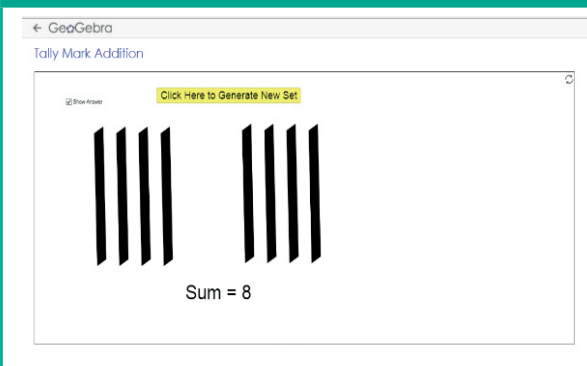 ← GeoGebra
Tally Mark Addition
Show Answer
Click Here to Generate New Set
Sum = 8